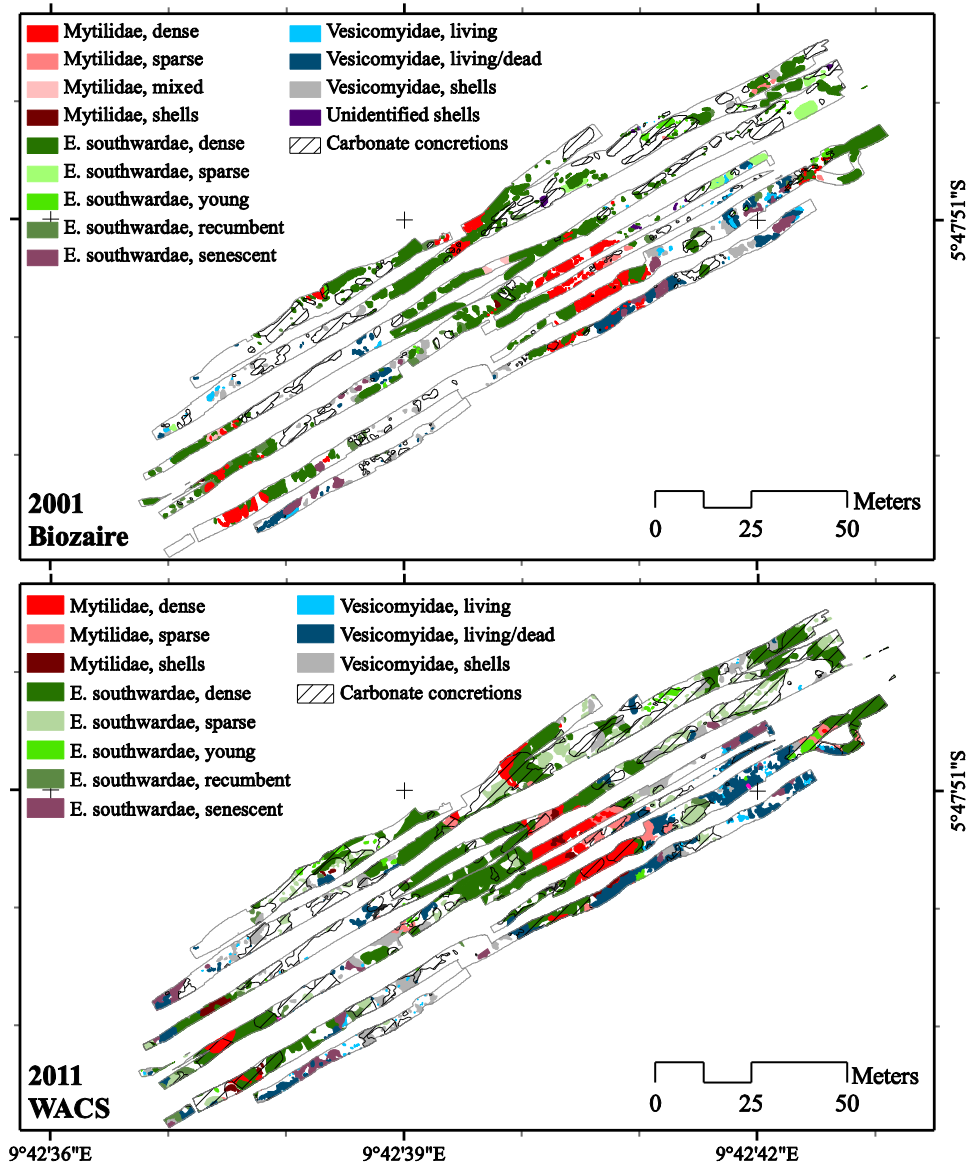 Mytilidae, dense
Mytilidae, sparse
Mytilidae, mixed
Mytilidae, shells
E. southwardae, dense
E. southwardae, sparse
E. southwardae, young
E. southwardae, recumbent
E. southwardae, senescent
Vesicomyidae, living
Vesicomyidae, living/dead
Vesicomyidae, shells
Unidentified shells
Carbonate concretions
5°47'51"S
2001
Biozaire
Meters
0 25 50
Mytilidae, dense
Mytilidae, sparse
Mytilidae, shells
E. southwardae, dense
E. southwardae, sparse
E. southwardae, young
E. southwardae, recumbent
E. southwardae, senescent
Vesicomyidae, living
Vesicomyidae, living/dead
Vesicomyidae, shells
Carbonate concretions
5°47'51"S
2011
WACS
Meters
0 25 50
9°42'36"E 9°42'39"E 9°42'42"E